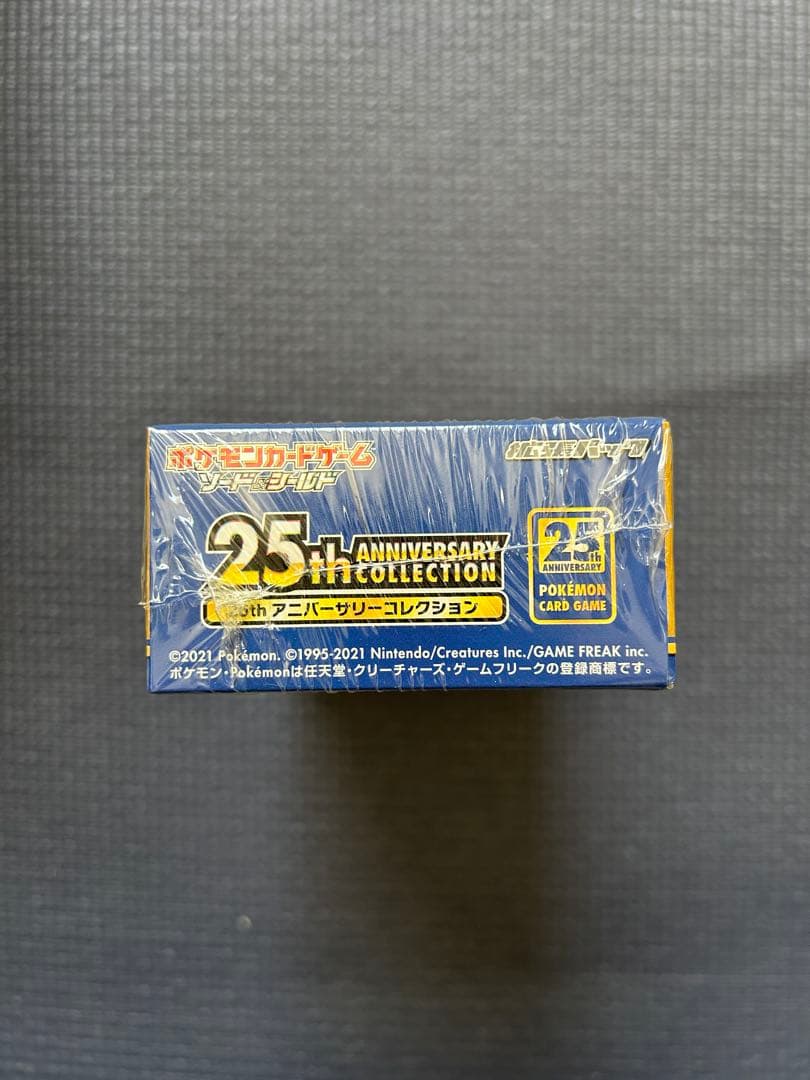 ポケモンカードゲーム
拡張パック
ソード&シールド
25th ANNIVERSARY COLLECTION
25th アニバーサリーコレクション
25th
ANNIVERSARY
POKÉMON
CARD GAME
©2021 Pokémon. ©1995-2021 Nintendo/Creatures Inc./GAME FREAK inc.
ポケモン・Pokémonは任天堂・クリーチャーズ・ゲームフリークの登録商標です。